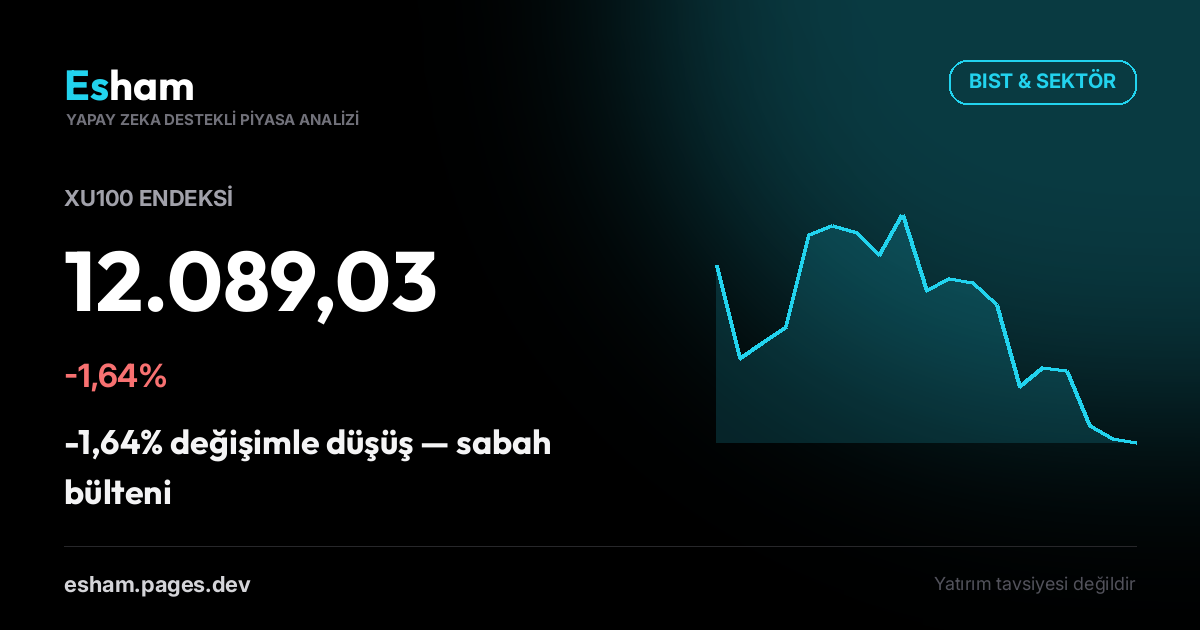 Esham
BIST & SEKTÖR
YAPAY ZEKA DESTEKLİ PİYASA ANALİZİ
XU100 ENDEKSİ
12.089,03
-1,64%
-1,64% değişimle düşüş — sabah
bülteni
esham.pages.dev
Yatırım tavsiyesi değildir